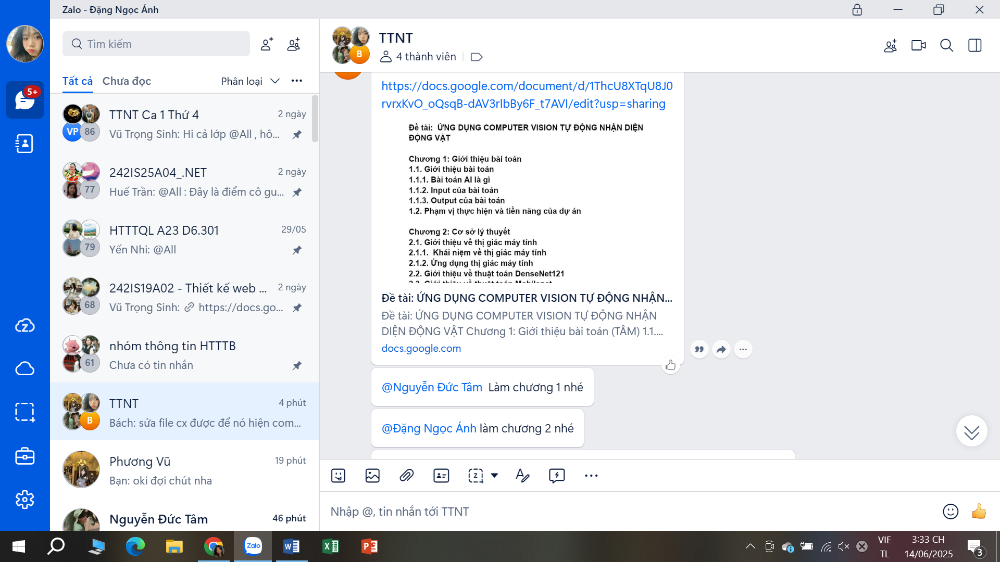 Zalo - Đặng Ngọc Ánh
Tìm kiếm
Tất cả
Chưa đọc
Phân loại
5+
TTNT Ca 1 Thứ 4
2 ngày
VP
86
Vũ Trọng Sinh: Hi cả lớp @All , hô...
242IS25A04_.NET
2 ngày
77
Huế Trần: @All : Đây là điểm cô gu...
HTTTQL A23 D6.301
29/05
79
Yến Nhi: @All
242IS19A02 - Thiết kế web ...
2 ngày
68
Vũ Trọng Sinh: https://docs.go...
nhóm thông tin HTTTB
61
Chưa có tin nhắn
TTNT
4 phút
B
Bách: sửa file cx được để nó hiện com...
Phương Vũ
19 phút
Bạn: oki đợi chút nha
Nguyễn Đức Tâm
46 phút
TTNT
B
4 thành viên
https://docs.google.com/document/d/1ThcU8XTqU8J0
rvrxKvO_oQsqB-dAV3rlbBy6F_t7AVI/edit?usp=sharing
Đề tài: ỨNG DỤNG COMPUTER VISION TỰ ĐỘNG NHẬN DIỆN
ĐỘNG VẬT
Chương 1: Giới thiệu bài toán
1.1. Giới thiệu bài toán
1.1.1. Bài toán AI là gì
1.1.2. Input của bài toán
1.1.3. Output của bài toán
1.2. Phạm vị thực hiện và tiền năng của dự án
Chương 2: Cơ sở lý thuyết
2.1. Giới thiệu về thị giác máy tính
2.1.1. Khái niệm về thị giác máy tính
2.1.2. Ứng dụng thị giác máy tính
2.2. Giới thiệu về thuật toán DenseNet121
2.3. Giới thiệu về thuật toán Mobilenet
Đề tài: ỨNG DỤNG COMPUTER VISION TỰ ĐỘNG NHẬN...
Đề tài: ỨNG DỤNG COMPUTER VISION TỰ ĐỘNG NHẬN
DIỆN ĐỘNG VẬT Chương 1: Giới thiệu bài toán (TÂM) 1.1....
docs.google.com
@Nguyễn Đức Tâm Làm chương 1 nhé
@Đặng Ngọc Ánh làm chương 2 nhé
Nhập @, tin nhắn tới TTNT
Zalo
VIE
TL
3:33 CH
14/06/2025
3